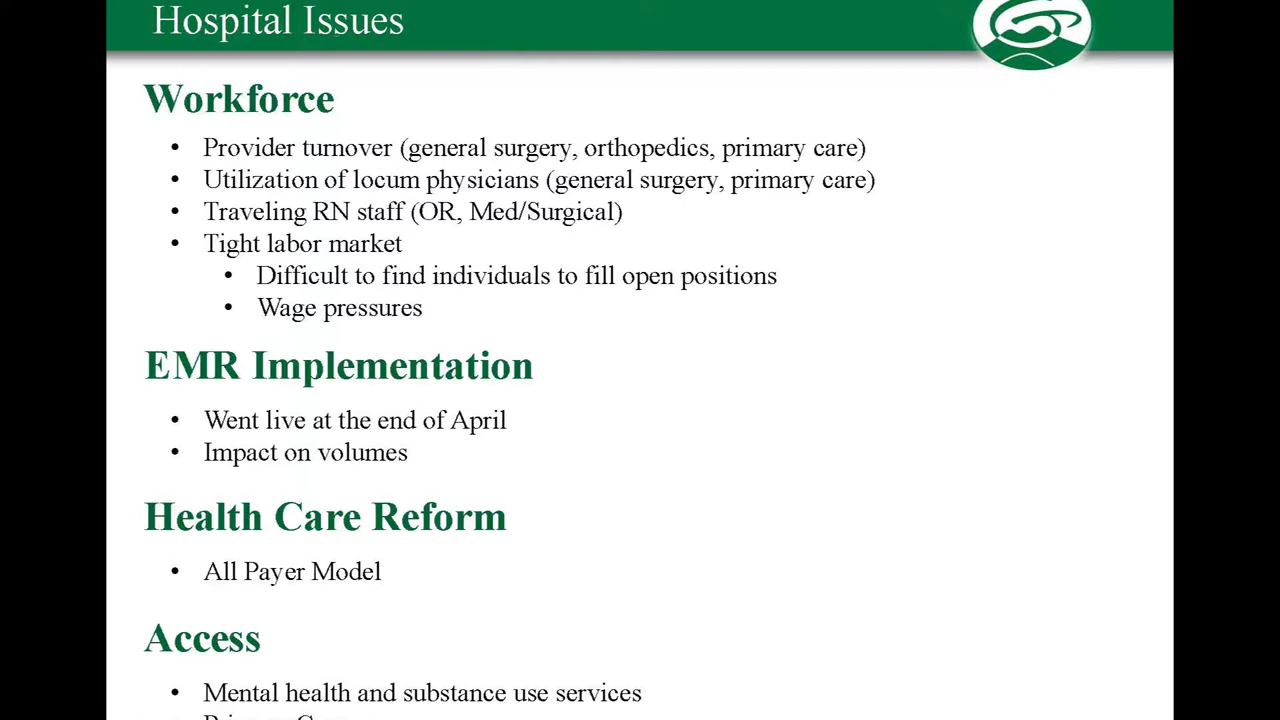 Hospital Issues
Workforce
• Provider turnover (general surgery, orthopedics, primary care)
• Utilization of locum physicians (general surgery, primary care)
• Traveling RN staff (OR, Med/Surgical)
• Tight labor market
• Difficult to find individuals to fill open positions
• Wage pressures
EMR Implementation
• Went live at the end of April
• Impact on volumes
Health Care Reform
• All Payer Model
Access
• Mental health and substance use services